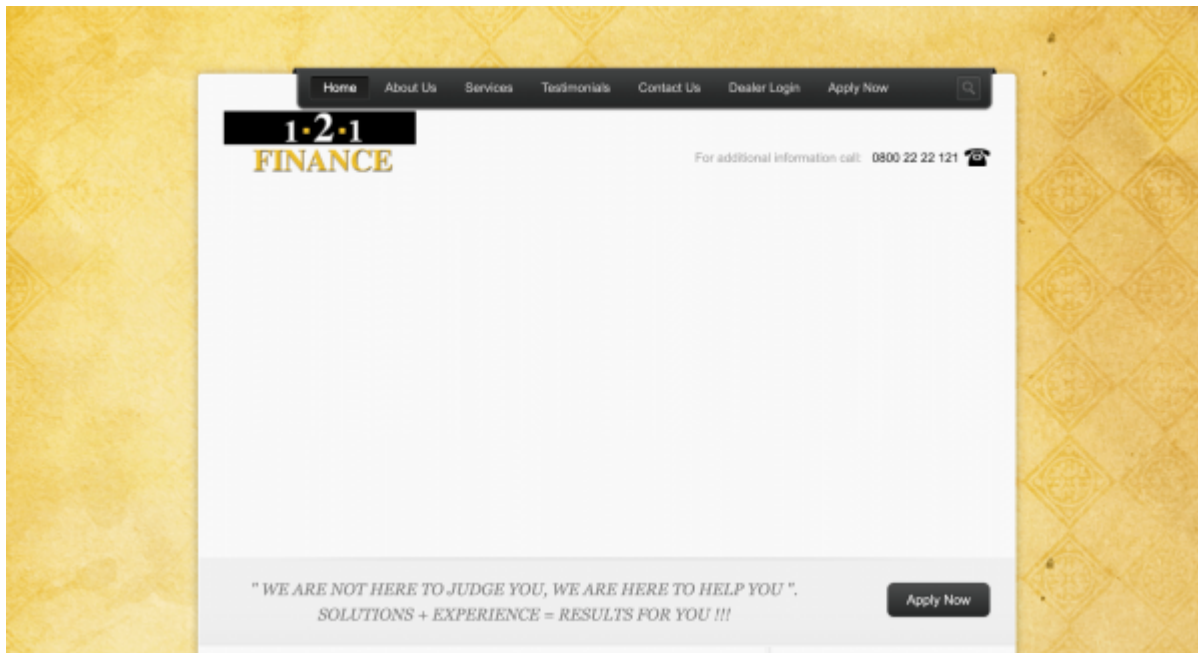 Home About Us Services Testimonials Contact Us Dealer Login Apply Now
1·2·1
FINANCE
For additional information call: 0800 22 22 121
" WE ARE NOT HERE TO JUDGE YOU, WE ARE HERE TO HELP YOU ".
SOLUTIONS + EXPERIENCE = RESULTS FOR YOU !!!
Apply Now